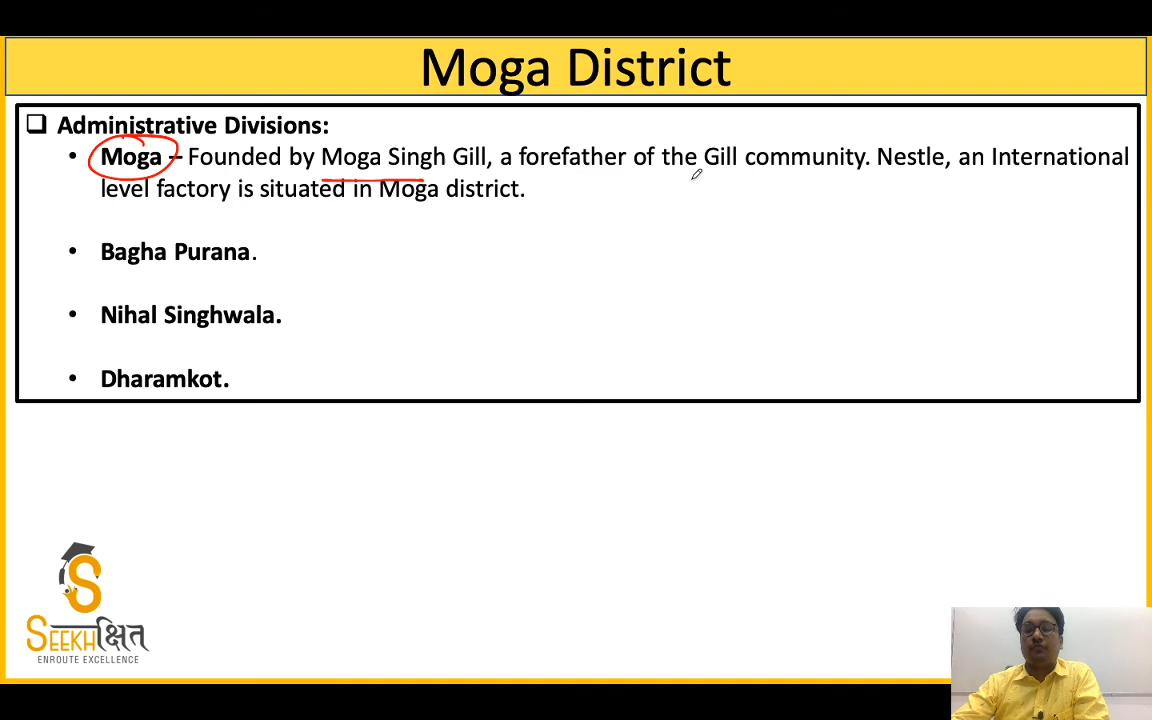 Moga District
❑ Administrative Divisions:
• Moga – Founded by Moga Singh Gill, a forefather of the Gill community. Nestle, an International
level factory is situated in Moga district.
• Bagha Purana.
• Nihal Singhwala.
• Dharamkot.
SEEKHक्षित
ENROUTE EXCELLENCE